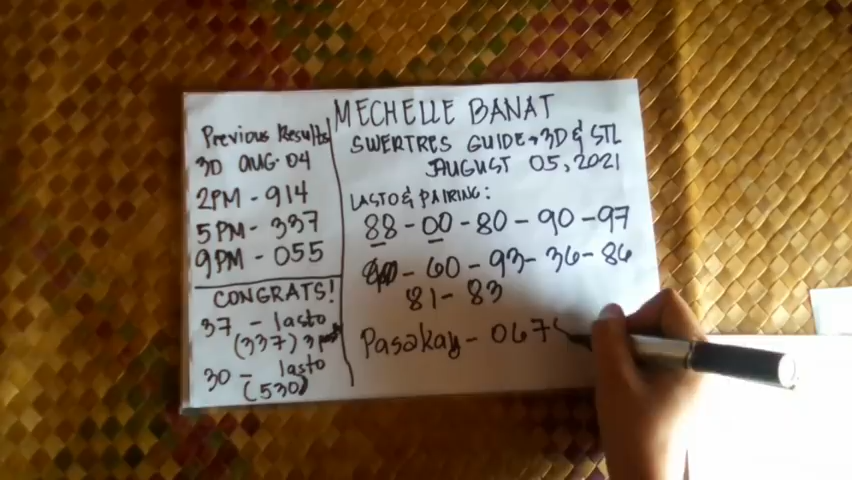 Previous Results
3D AUG. 04
2PM - 914
5PM - 337
9PM - 055
CONGRATS!
37 - lasto
(337) 3
30 - lasto
(530)
MECHELLE BANAT
SWERTRES GUIDE → 3D & STL
AUGUST 05, 2021
LASTO & PAIRING:
88 - 00 - 80 - 90 - 97
- 60 - 93 - 36 - 86
81 - 83
Pasakay - 067